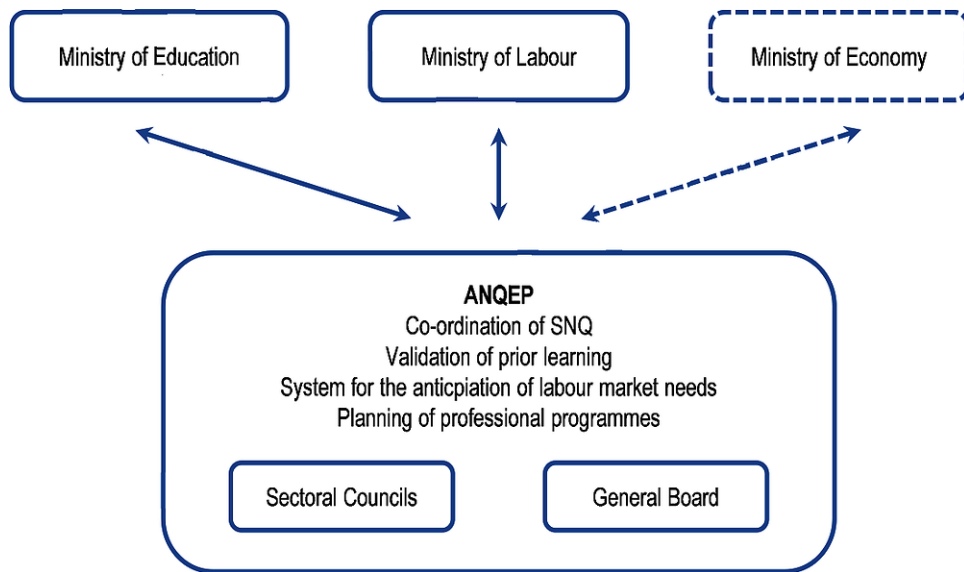 Ministry of Education
Ministry of Labour
Ministry of Economy
ANQEP
Co-ordination of SNQ
Validation of prior learning
System for the anticpiation of labour market needs
Planning of professional programmes
Sectoral Councils
General Board